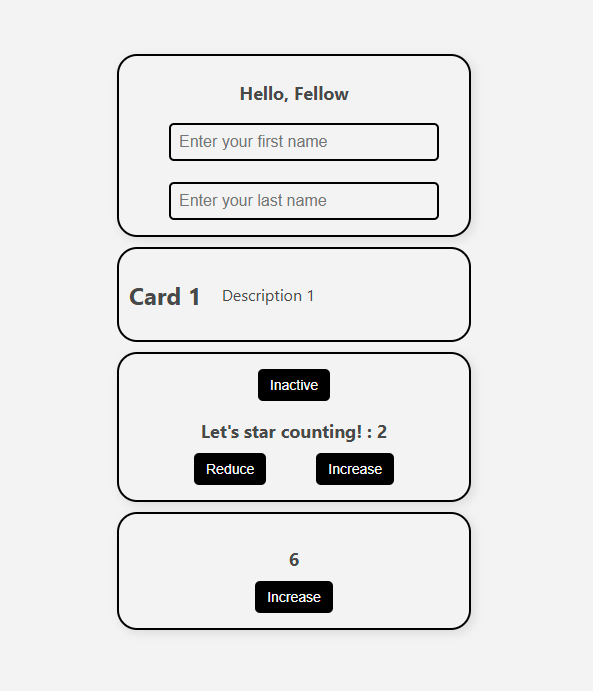 Hello, Fellow
Enter your first name
Enter your last name
Card 1 Description 1
Inactive
Let's star counting! : 2
Reduce Increase
6
Increase